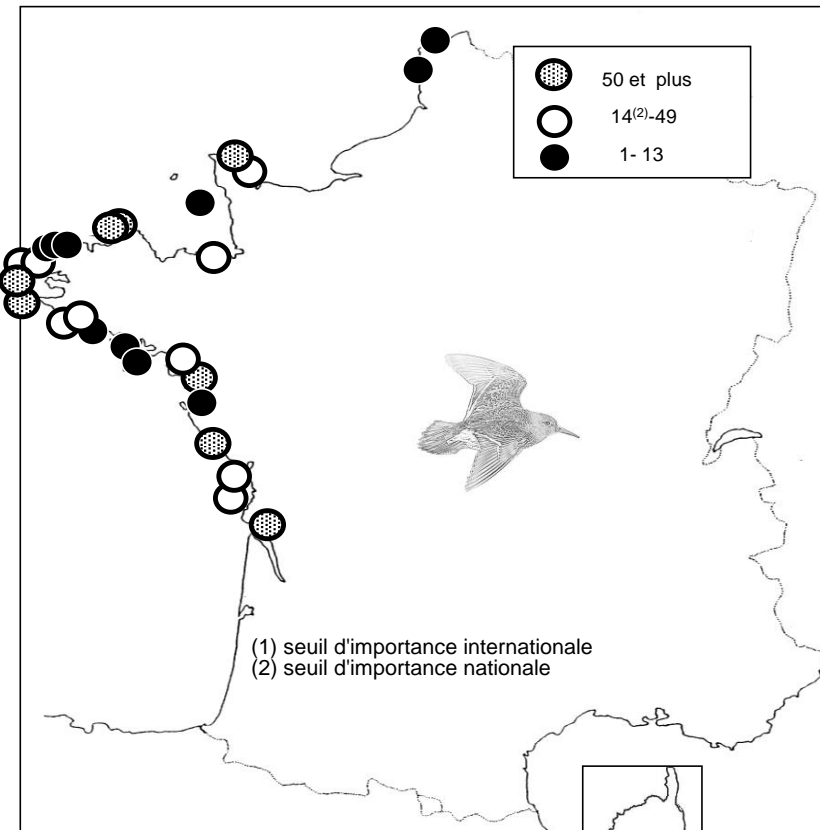 50 et plus
14(2)-49
1- 13
(1) seuil d'importance internationale
(2) seuil d'importance nationale